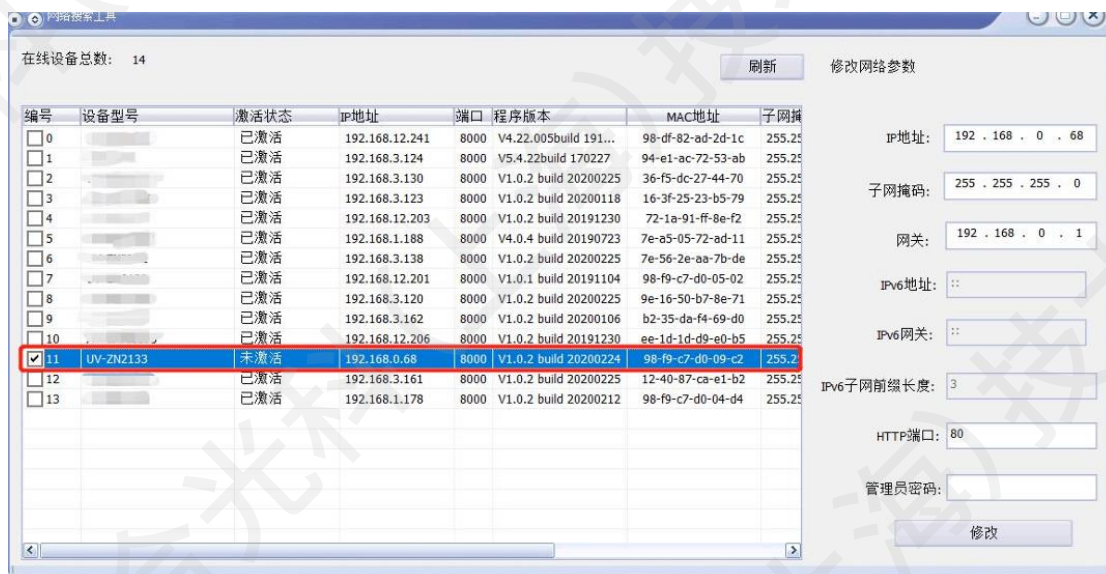 网络搜索工具
在线设备总数: 14
刷新
修改网络参数
编号 设备型号 激活状态 IP地址 端口 程序版本 MAC地址 子网掩
0 已激活 192.168.12.241 8000 V4.22.005build 191... 98-df-82-ad-2d-1c 255.25
1 已激活 192.168.3.124 8000 V5.4.22build 170227 94-e1-ac-72-53-ab 255.25
2 已激活 192.168.3.130 8000 V1.0.2 build 20200225 36-f5-dc-27-44-70 255.25
3 已激活 192.168.3.123 8000 V1.0.2 build 20200118 16-3f-25-23-b5-79 255.25
4 已激活 192.168.12.203 8000 V1.0.2 build 20191230 72-1a-91-ff-8e-f2 255.25
5 已激活 192.168.1.188 8000 V4.0.4 build 20190723 7e-a5-05-72-ad-11 255.25
6 已激活 192.168.3.138 8000 V1.0.2 build 20200225 7e-56-2e-aa-7b-de 255.25
7 已激活 192.168.12.201 8000 V1.0.1 build 20191104 98-f9-c7-d0-05-02 255.25
8 已激活 192.168.3.120 8000 V1.0.2 build 20200225 9e-16-50-b7-8e-71 255.25
9 已激活 192.168.3.162 8000 V1.0.2 build 20200106 b2-35-da-f4-69-d0 255.25
10 已激活 192.168.12.206 8000 V1.0.2 build 20191230 ee-1d-1d-d9-e0-b5 255.25
11 UV-ZN2133 未激活 192.168.0.68 8000 V1.0.2 build 20200224 98-f9-c7-d0-09-c2 255.2
12 已激活 192.168.3.161 8000 V1.0.2 build 20200225 12-40-87-ca-e1-b2 255.25
13 已激活 192.168.1.178 8000 V1.0.2 build 20200212 98-f9-c7-d0-04-d4 255.25
IP地址: 192 . 168 . 0 . 68
子网掩码: 255 . 255 . 255 . 0
网关: 192 . 168 . 0 . 1
IPv6地址: ::
IPv6网关: ::
IPv6子网前缀长度: 3
HTTP端口: 80
管理员密码:
修改